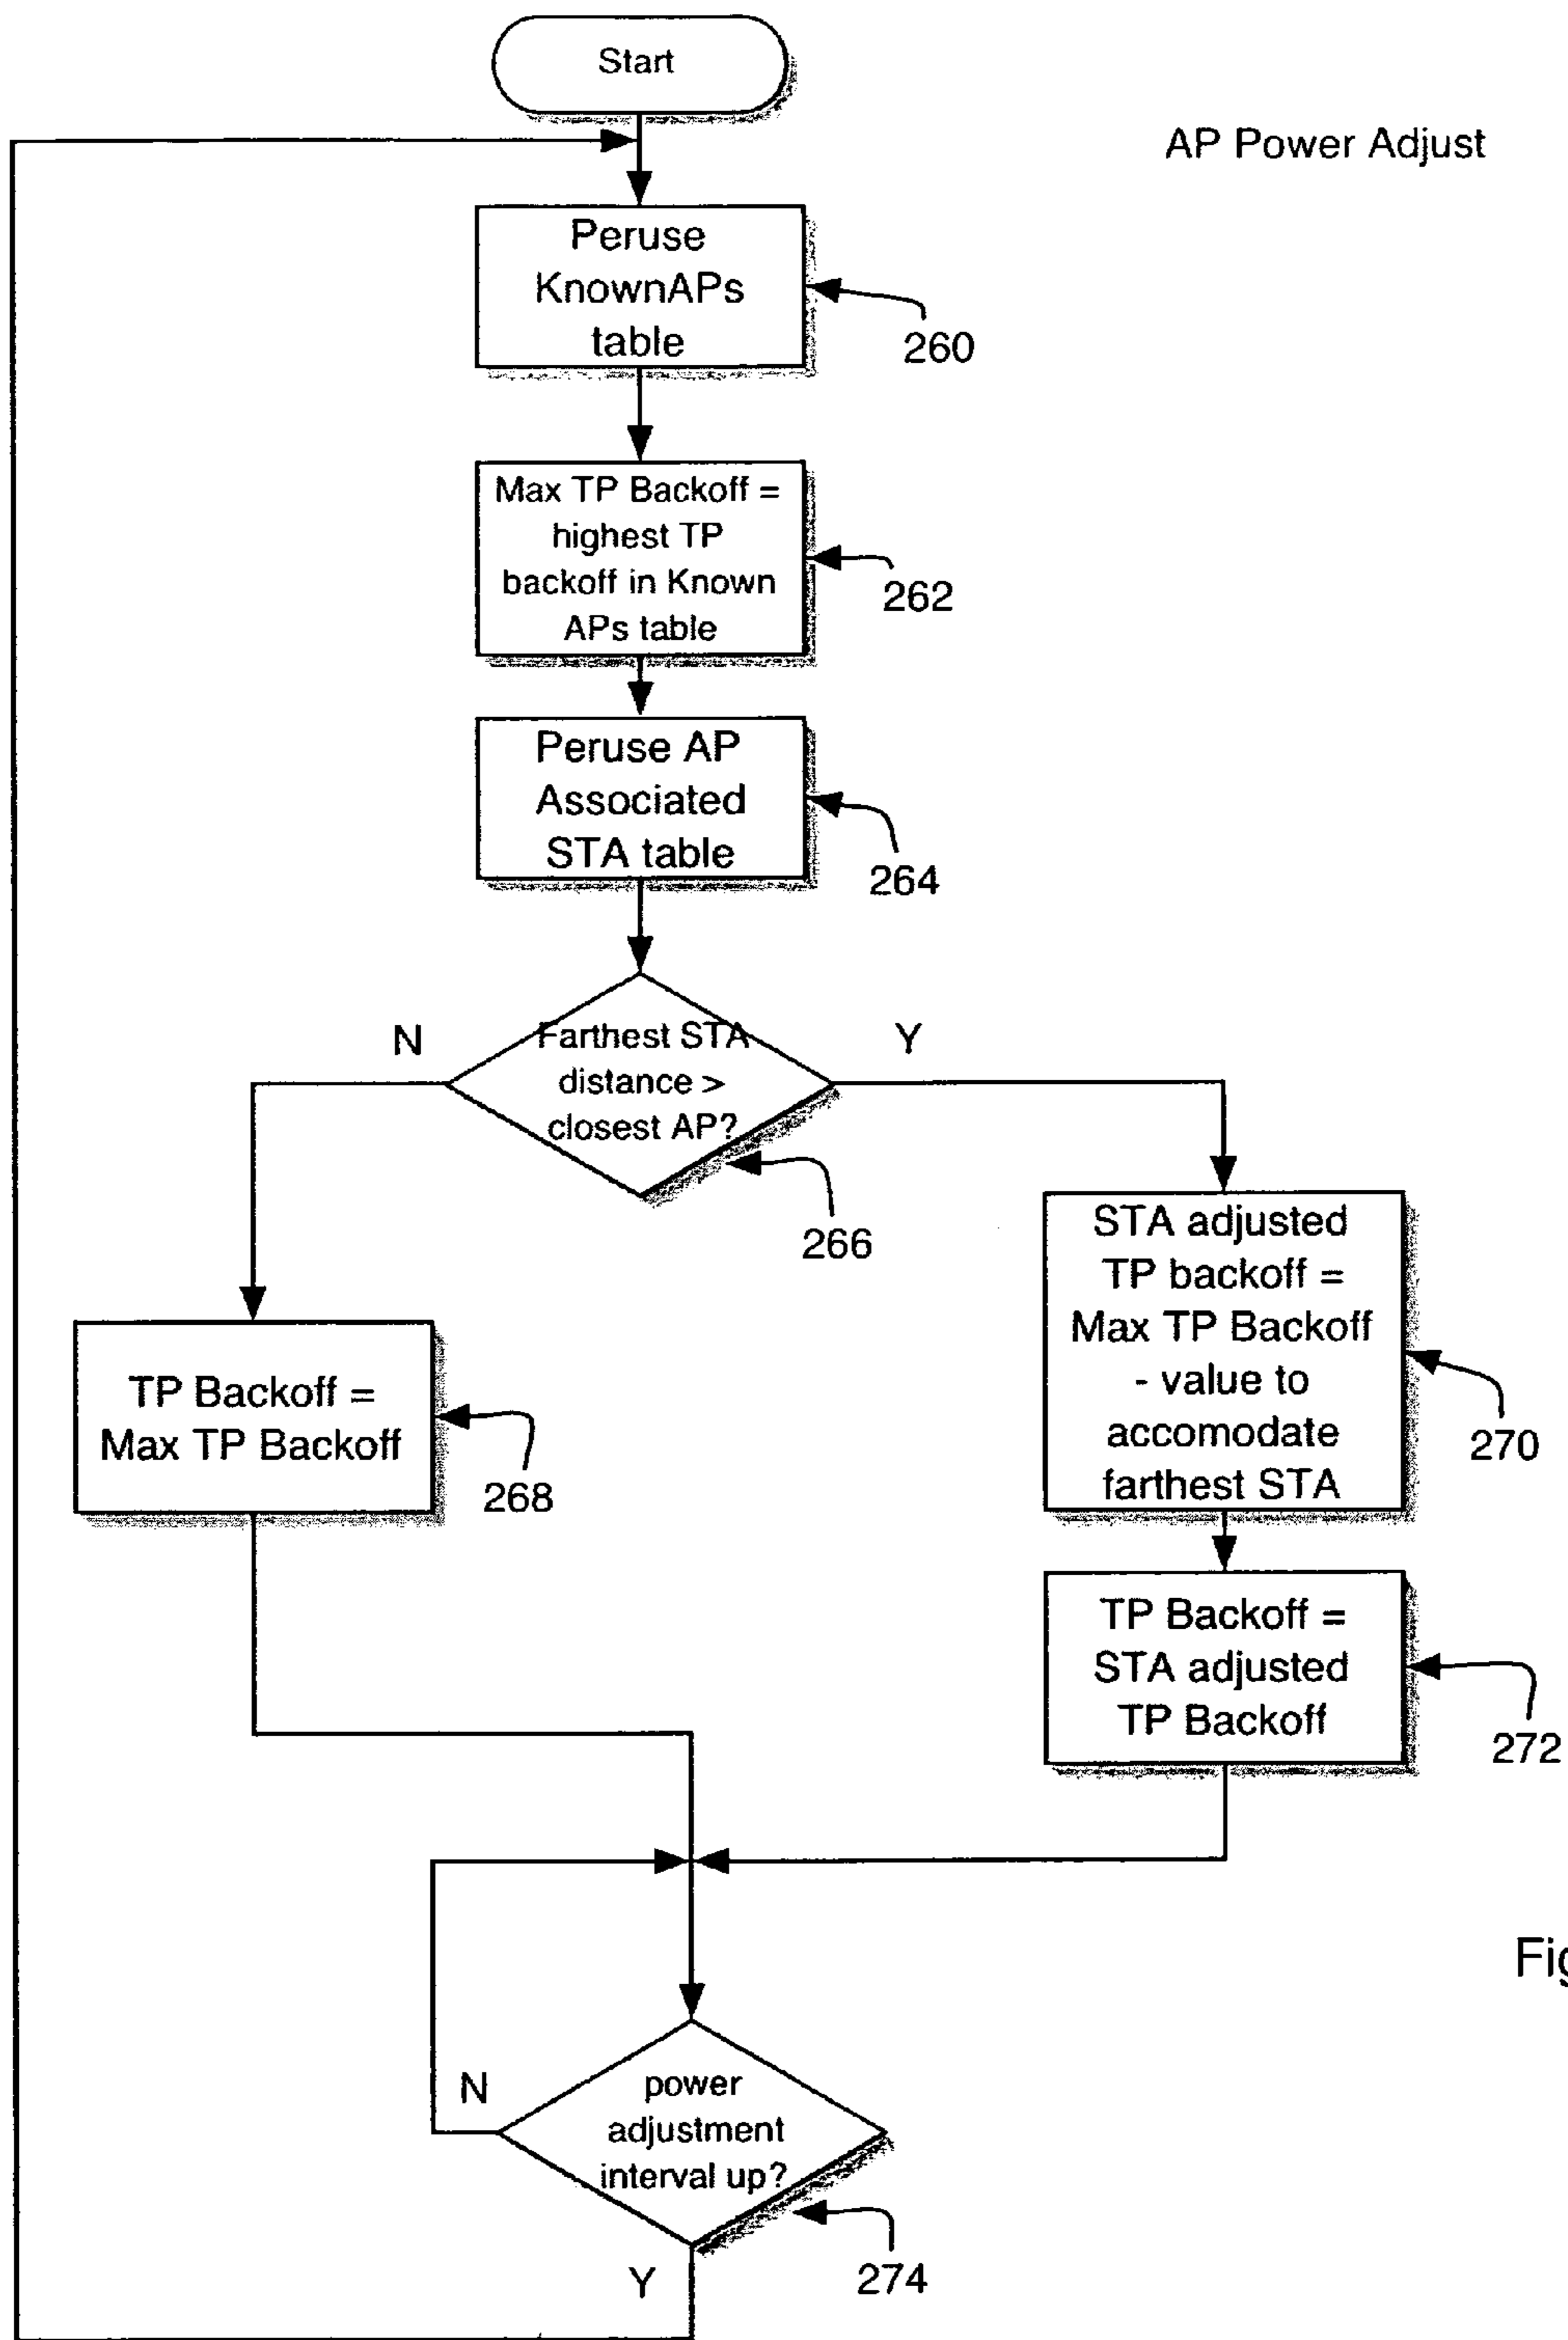 Start
AP Power Adjust
Peruse
KnownAPs
table
260
Max TP Backoff =
highest TP
backoff in Known
APs table
262
Peruse AP
Associated
STA table
264
N
Farthest STA
distance >
closest AP?
Y
266
STA adjusted
TP backoff =
Max TP Backoff
- value to
accomodate
farthest STA
270
TP Backoff =
Max TP Backoff
268
TP Backoff =
STA adjusted
TP Backoff
272
N
power
adjustment
interval up?
Y
274